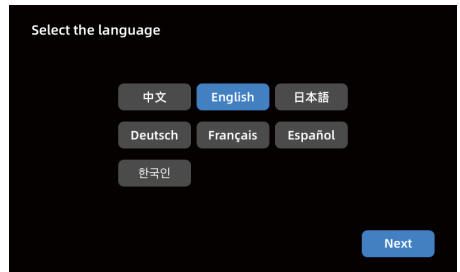 Select the language
中文 English 日本語
Deutsch Français Español
한국인
Next